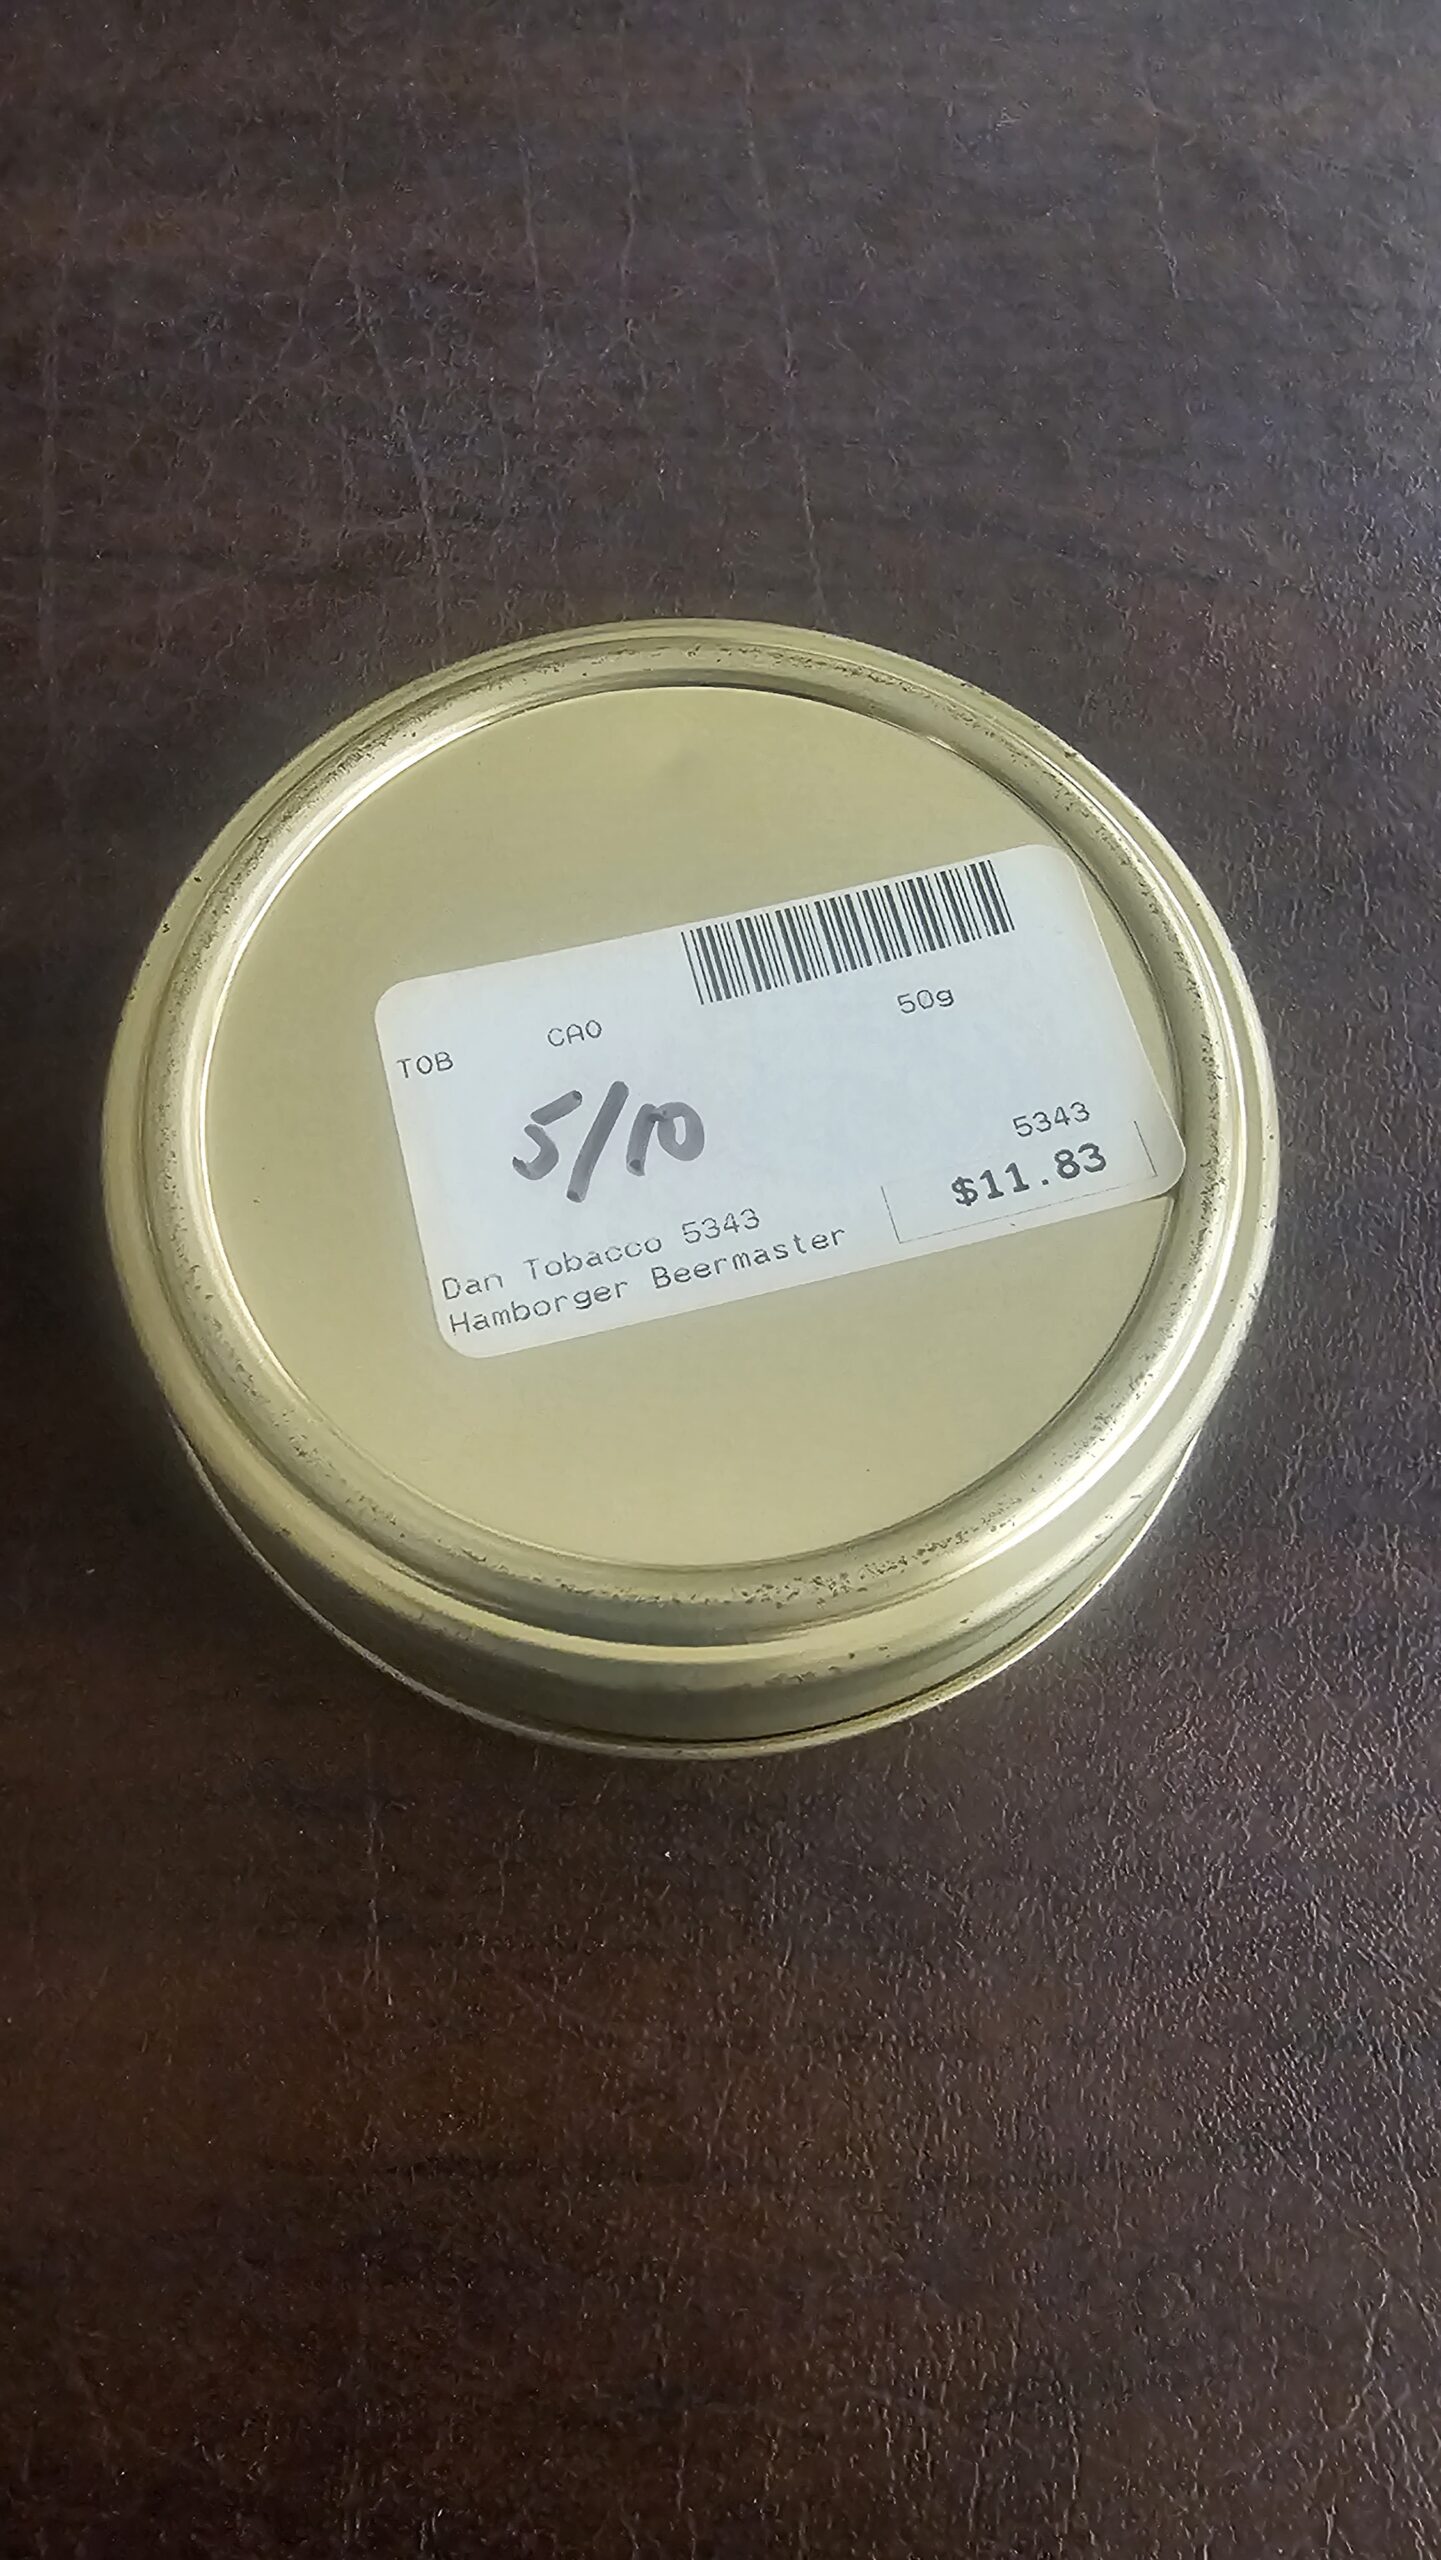 TOB CAO 50g
5/10
5343
$11.83
Dan Tobacco 5343
Hamborger Beermaster